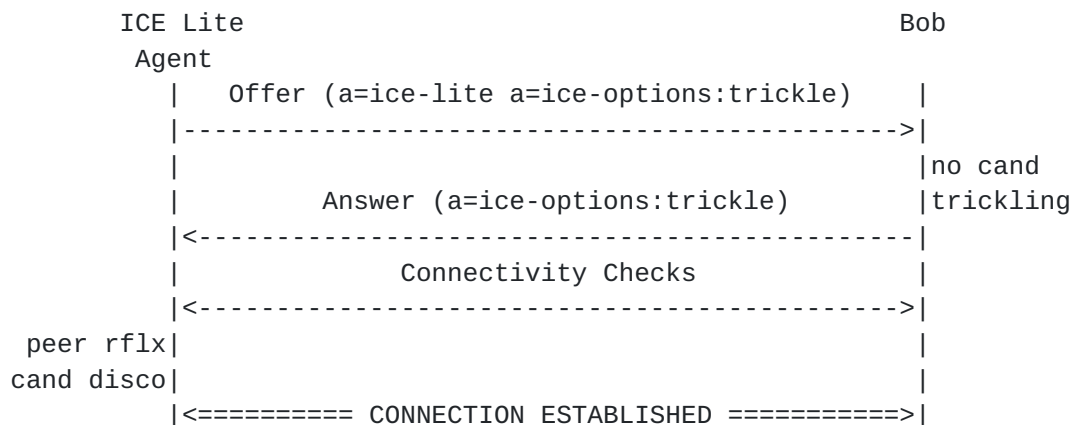 ICE Lite                                          Bob
Agent
|   Offer (a=ice-lite a=ice-options:trickle)    |
|---------------------------------------------->|
|                                               |no cand
|         Answer (a=ice-options:trickle)        |trickling
|<----------------------------------------------|
|              Connectivity Checks              |
|<--------------------------------------------->|
peer rflx|                                               |
cand disco|                                               |
|<========== CONNECTION ESTABLISHED ===========>|